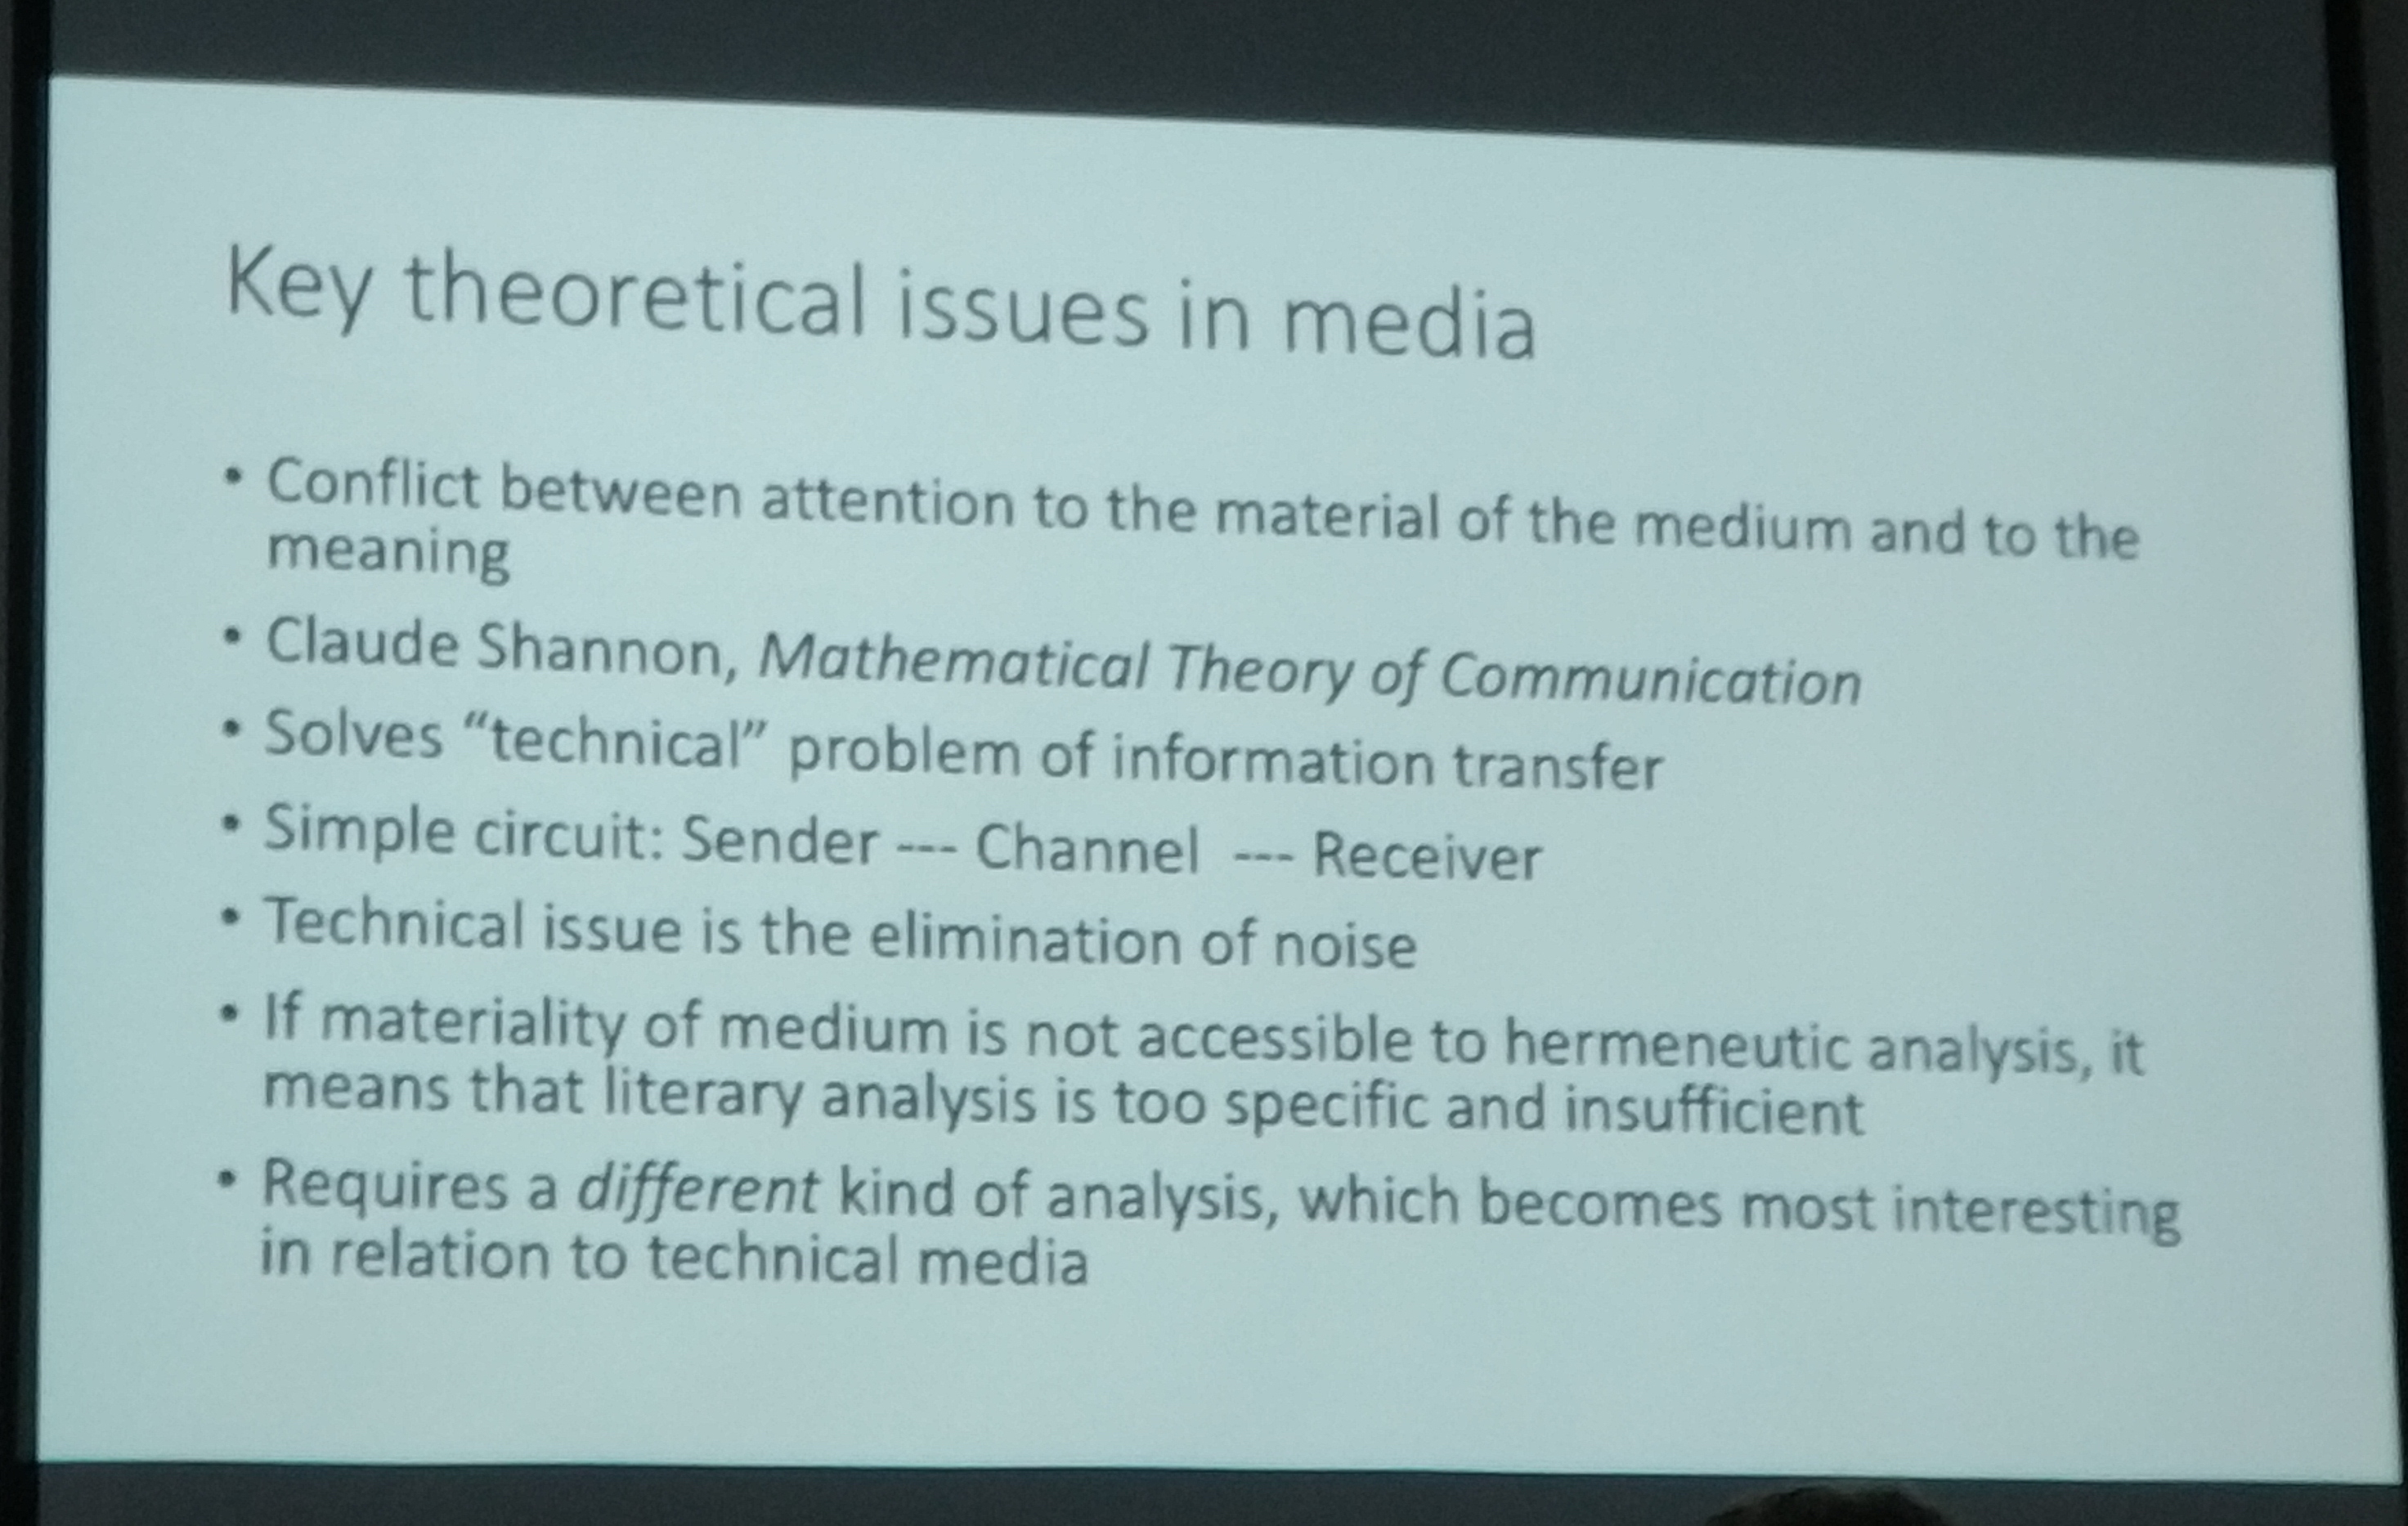 Key theoretical issues in media
• Conflict between attention to the material of the medium and to the
meaning
• Claude Shannon, Mathematical Theory of Communication
• Solves “technical” problem of information transfer
• Simple circuit: Sender --- Channel --- Receiver
• Technical issue is the elimination of noise
• If materiality of medium is not accessible to hermeneutic analysis, it
means that literary analysis is too specific and insufficient
• Requires a different kind of analysis, which becomes most interesting
in relation to technical media